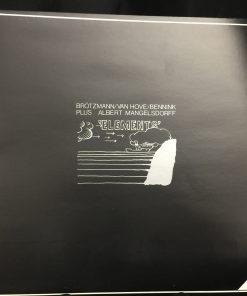 BRÖTZMANN/VAN HOVE/BENNINK
PLUS ALBERT MANGELSDORFF
"ELEMENTS"